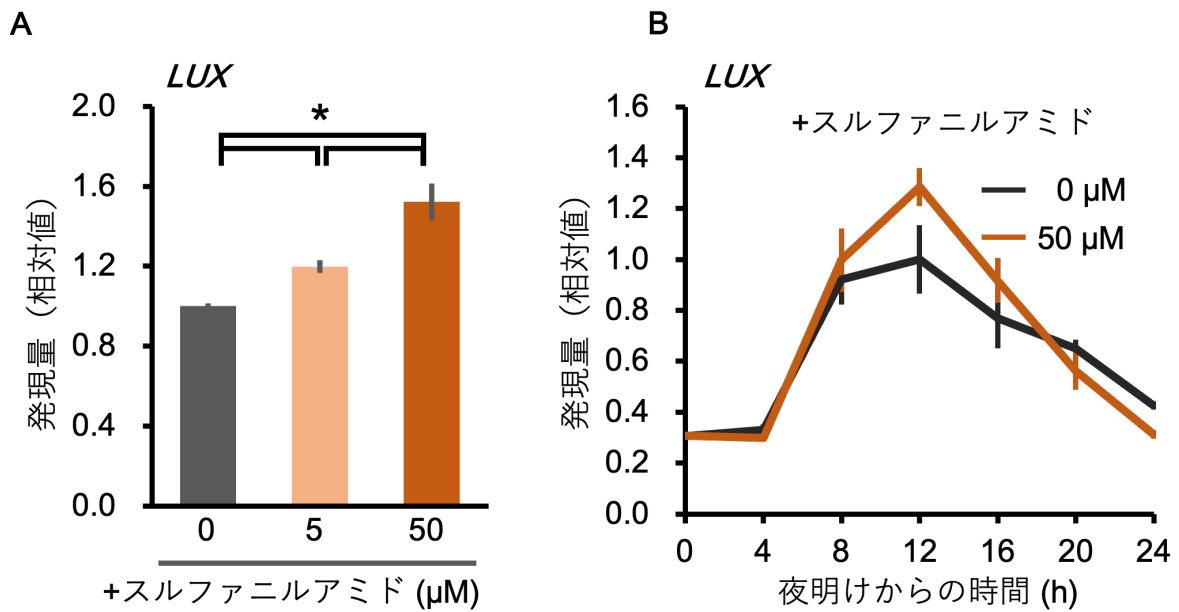 A
LUX
*
発現量（相対値）
2.0
1.6
1.2
0.8
0.4
0.0
0 5 50
+スルファニルアミド (μM)
B
LUX
+スルファニルアミド
0 μM
50 μM
発現量（相対値）
1.6
1.4
1.2
1.0
0.8
0.6
0.4
0.2
0.0
0 4 8 12 16 20 24
夜明けからの時間 (h)